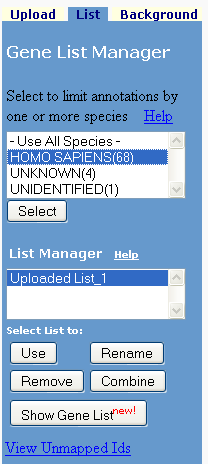 Upload List Background
Gene List Manager
Select to limit annotations by
one or more species Help
- Use All Species -
HOMO SAPIENS(68)
UNKNOWN(4)
UNIDENTIFIED(1)
Select
List Manager Help
Uploaded List_1
Select List to:
Use Rename
Remove Combine
Show Gene List new!
View Unmapped Ids